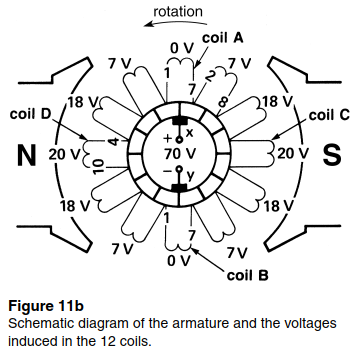 rotation
0 V
coil A
7 V
7 V
1
7
2
8
18 V
18 V
coil D
coil C
4
10
+
x
N
20 V
70 V
20 V
S
−
y
18 V
18 V
1
7
7 V
0 V
7 V
coil B
Figure 11b
Schematic diagram of the armature and the voltages
induced in the 12 coils.